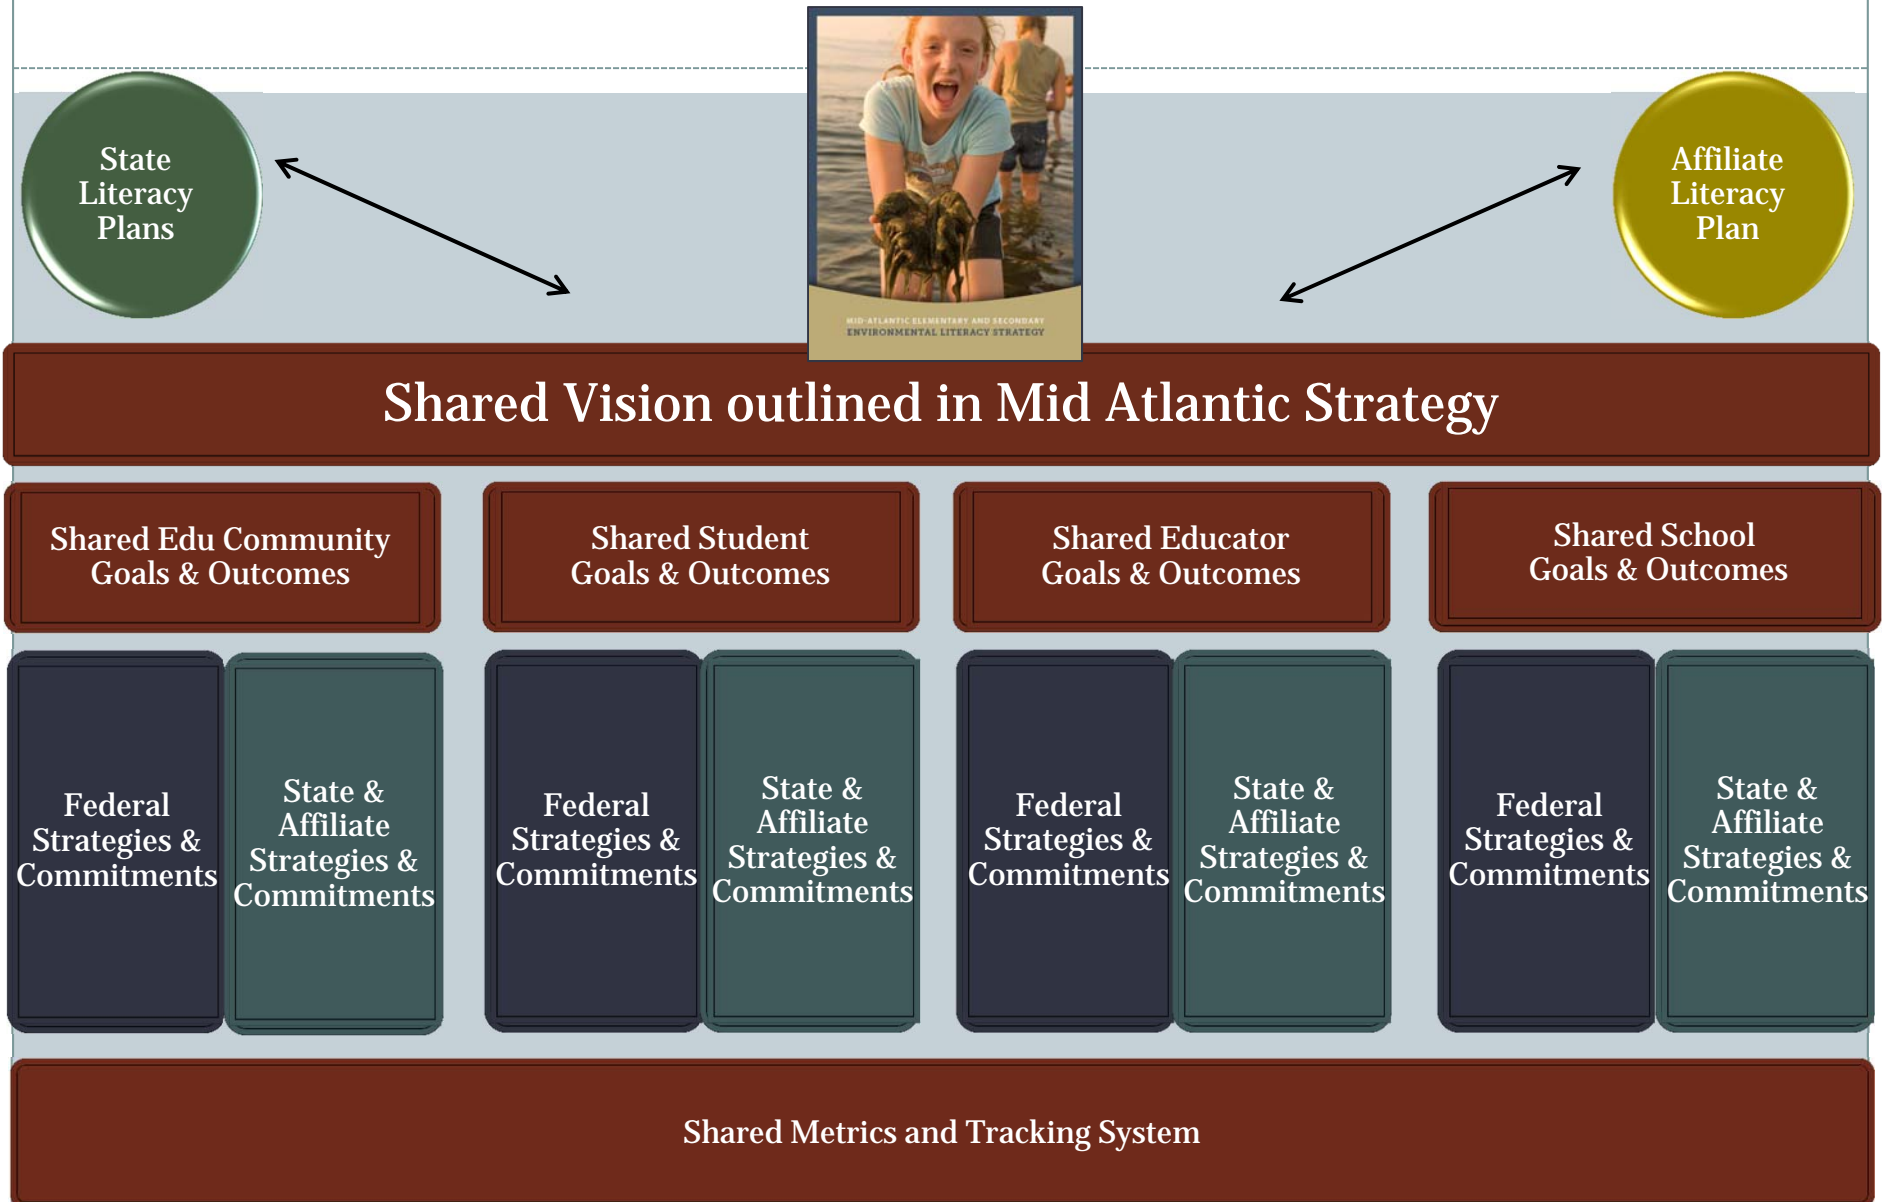 State
Literacy
Plans
MID-ATLANTIC ELEMENTARY AND SECONDARY
ENVIRONMENTAL LITERACY STRATEGY
Affiliate
Literacy
Plan
Shared Vision outlined in Mid Atlantic Strategy
Shared Edu Community
Goals & Outcomes
Shared Student
Goals & Outcomes
Shared Educator
Goals & Outcomes
Shared School
Goals & Outcomes
Federal
Strategies &
Commitments
State &
Affiliate
Strategies &
Commitments
Federal
Strategies &
Commitments
State &
Affiliate
Strategies &
Commitments
Federal
Strategies &
Commitments
State &
Affiliate
Strategies &
Commitments
Federal
Strategies &
Commitments
State &
Affiliate
Strategies &
Commitments
Shared Metrics and Tracking System